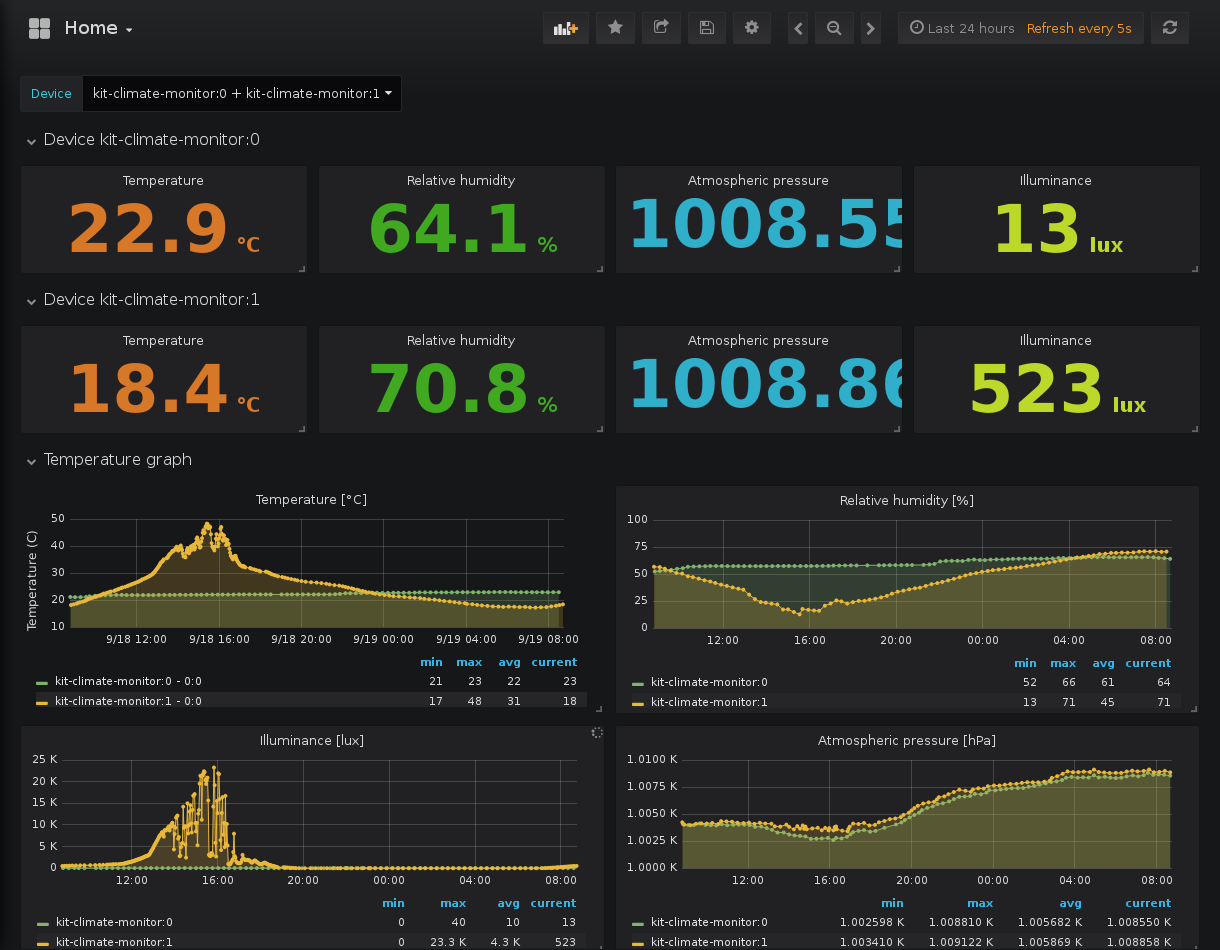 Home
Last 24 hours Refresh every 5s
Device kit-climate-monitor:0 + kit-climate-monitor:1
Device kit-climate-monitor:0
Temperature Relative humidity Atmospheric pressure Illuminance
22.9 °C 64.1 % 1008.55 13 lux
Device kit-climate-monitor:1
Temperature Relative humidity Atmospheric pressure Illuminance
18.4 °C 70.8 % 1008.86 523 lux
Temperature graph
Temperature [°C]
Temperature (C)
50
40
30
20
10
9/18 12:00 9/18 16:00 9/18 20:00 9/19 00:00 9/19 04:00 9/19 08:00
min max avg current
kit-climate-monitor:0 - 0:0 21 23 22 23
kit-climate-monitor:1 - 0:0 17 48 31 18
Relative humidity [%]
100
75
50
25
0
12:00 16:00 20:00 00:00 04:00 08:00
min max avg current
kit-climate-monitor:0 52 66 61 64
kit-climate-monitor:1 13 71 45 71
Illuminance [lux]
25 K
20 K
15 K
10 K
5 K
0
12:00 16:00 20:00 00:00 04:00 08:00
min max avg current
kit-climate-monitor:0 0 40 10 13
kit-climate-monitor:1 0 23.3 K 4.3 K 523
Atmospheric pressure [hPa]
1.0100 K
1.0075 K
1.0050 K
1.0025 K
1.0000 K
12:00 16:00 20:00 00:00 04:00 08:00
min max avg current
kit-climate-monitor:0 1.002598 K 1.008810 K 1.005682 K 1.008550 K
kit-climate-monitor:1 1.003410 K 1.009122 K 1.005869 K 1.008858 K